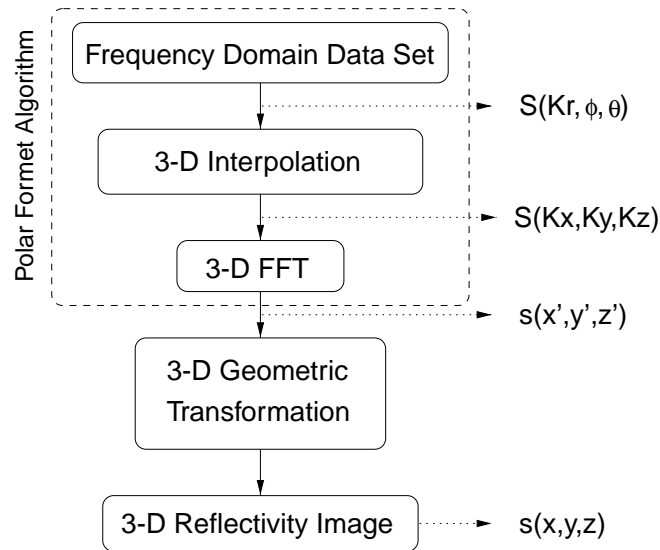 Polar Formet Algorithm
Frequency Domain Data Set
S(Kr, ϕ, θ)
3-D Interpolation
S(Kx,Ky,Kz)
3-D FFT
s(x',y',z')
3-D Geometric
Transformation
3-D Reflectivity Image
s(x,y,z)